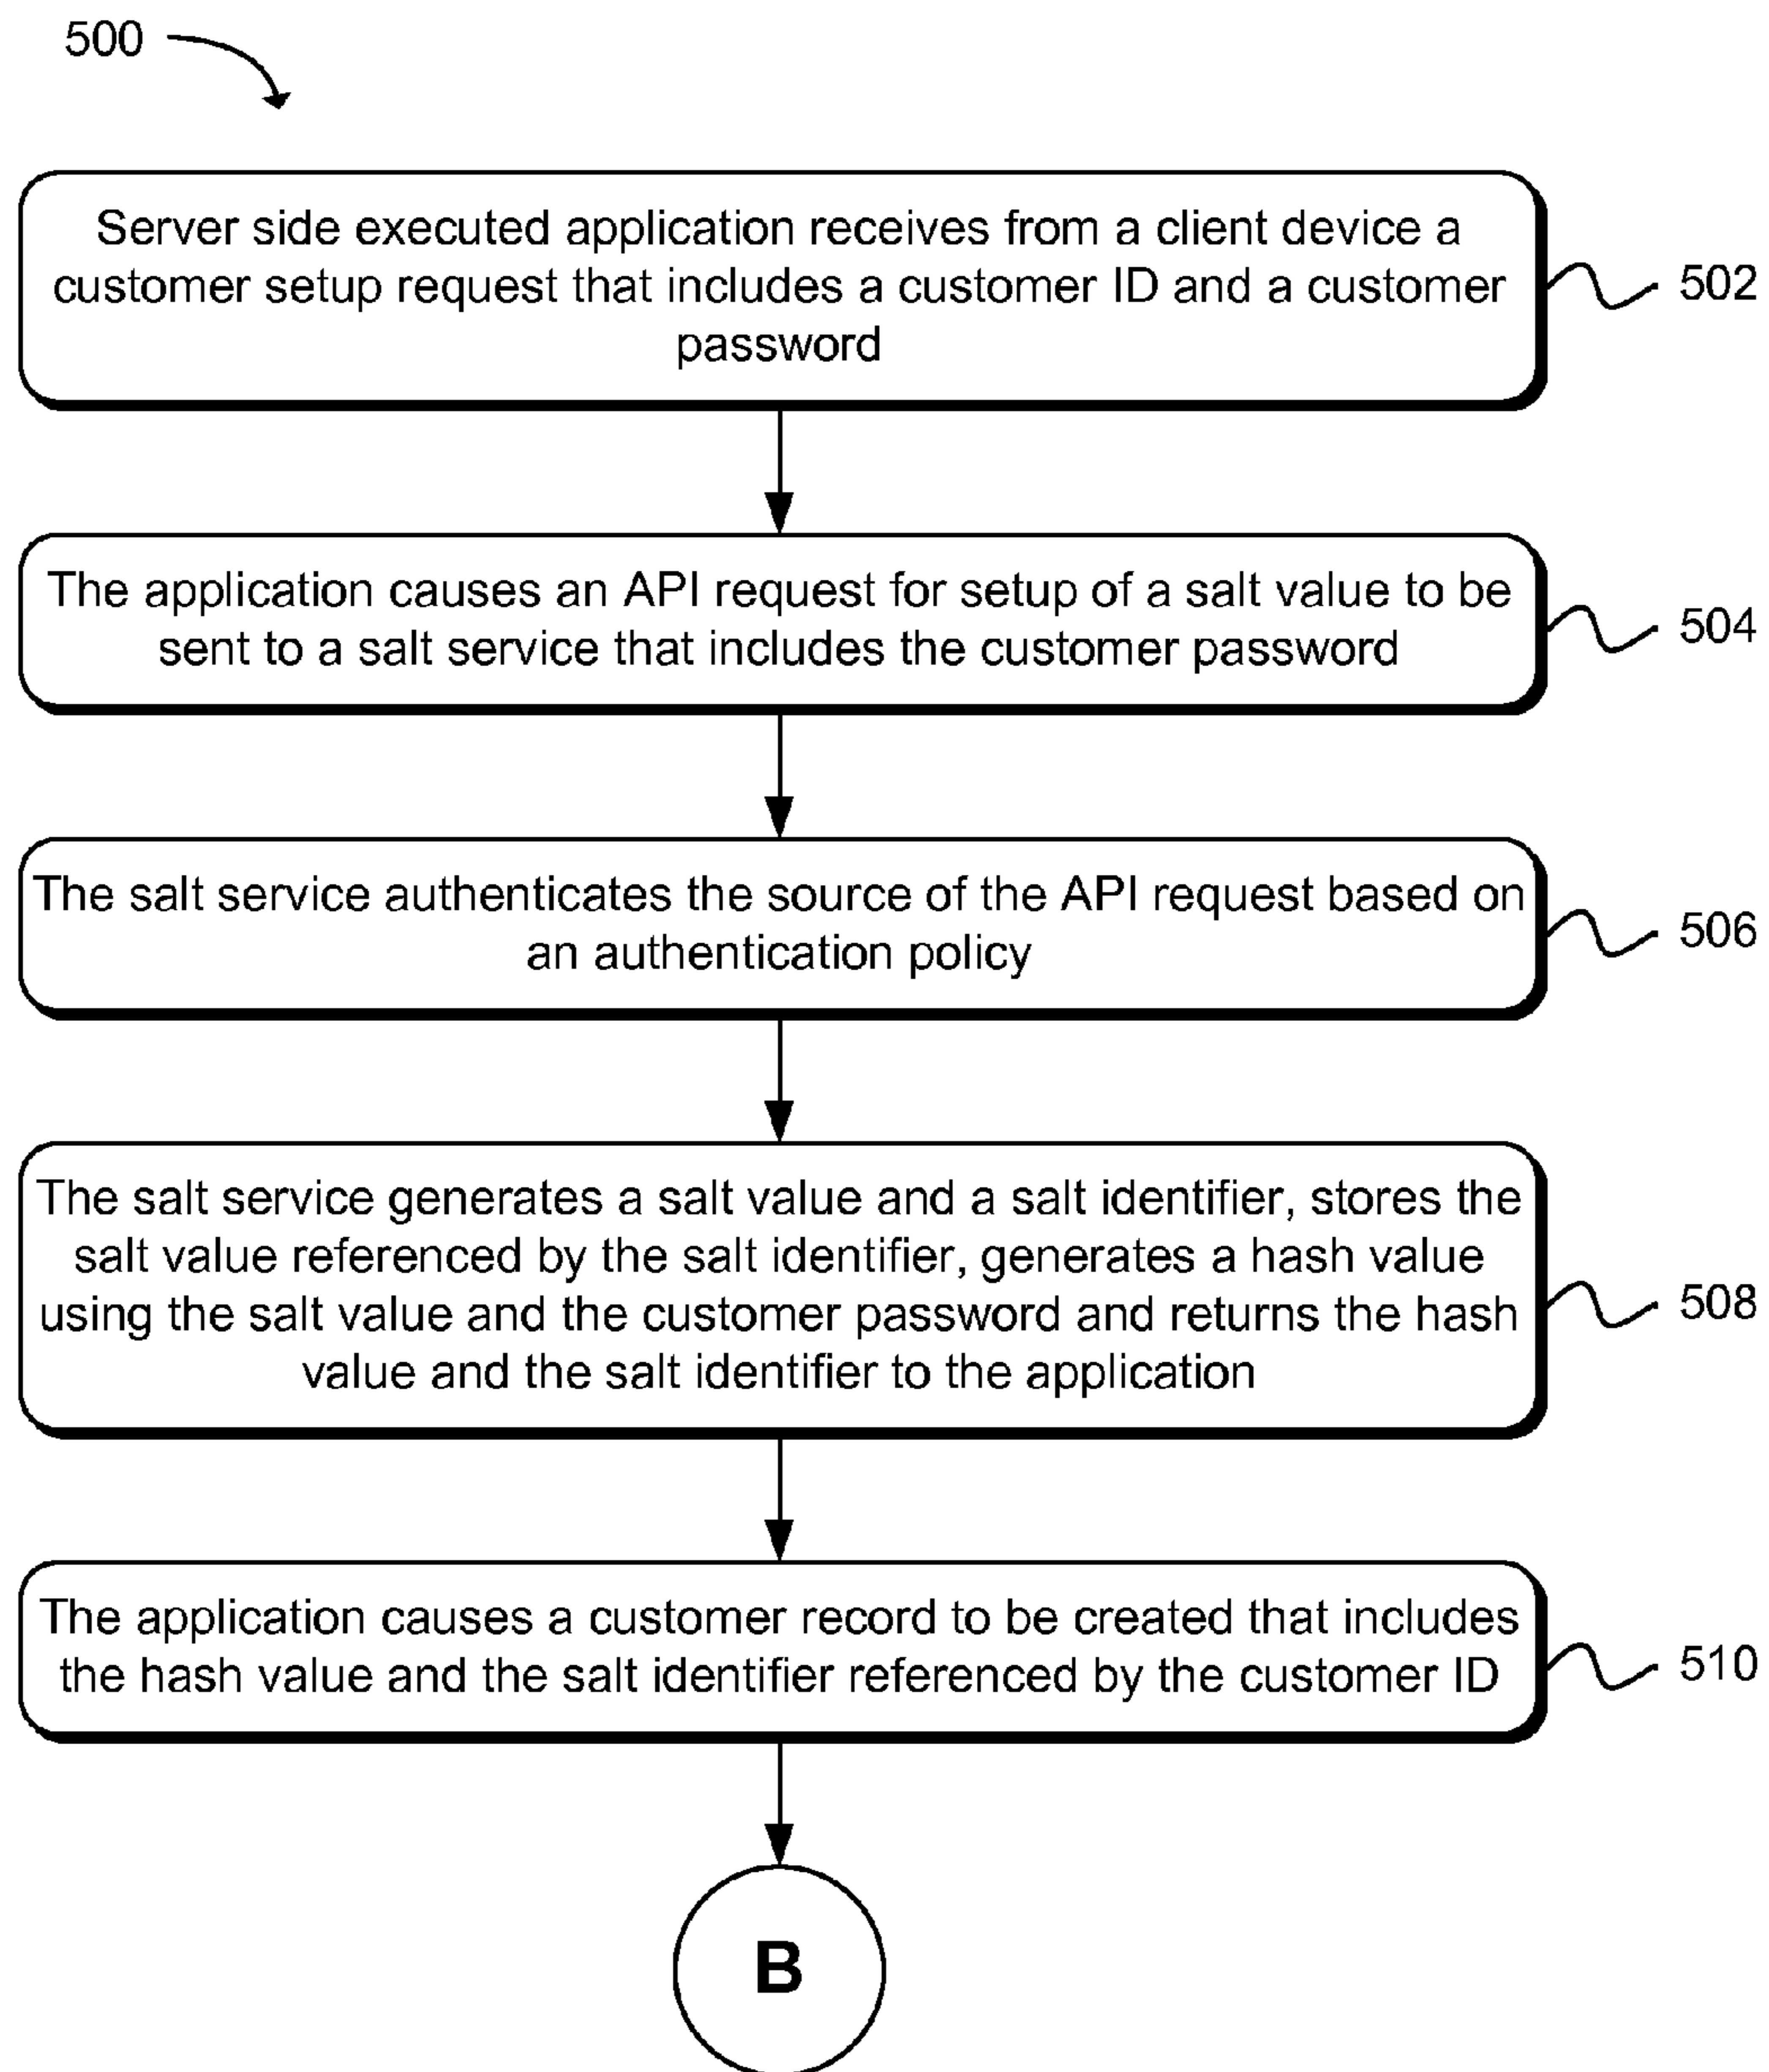 500
Server side executed application receives from a client device a
customer setup request that includes a customer ID and a customer
password
502
The application causes an API request for setup of a salt value to be
sent to a salt service that includes the customer password
504
The salt service authenticates the source of the API request based on
an authentication policy
506
The salt service generates a salt value and a salt identifier, stores the
salt value referenced by the salt identifier, generates a hash value
using the salt value and the customer password and returns the hash
value and the salt identifier to the application
508
The application causes a customer record to be created that includes
the hash value and the salt identifier referenced by the customer ID
510
B